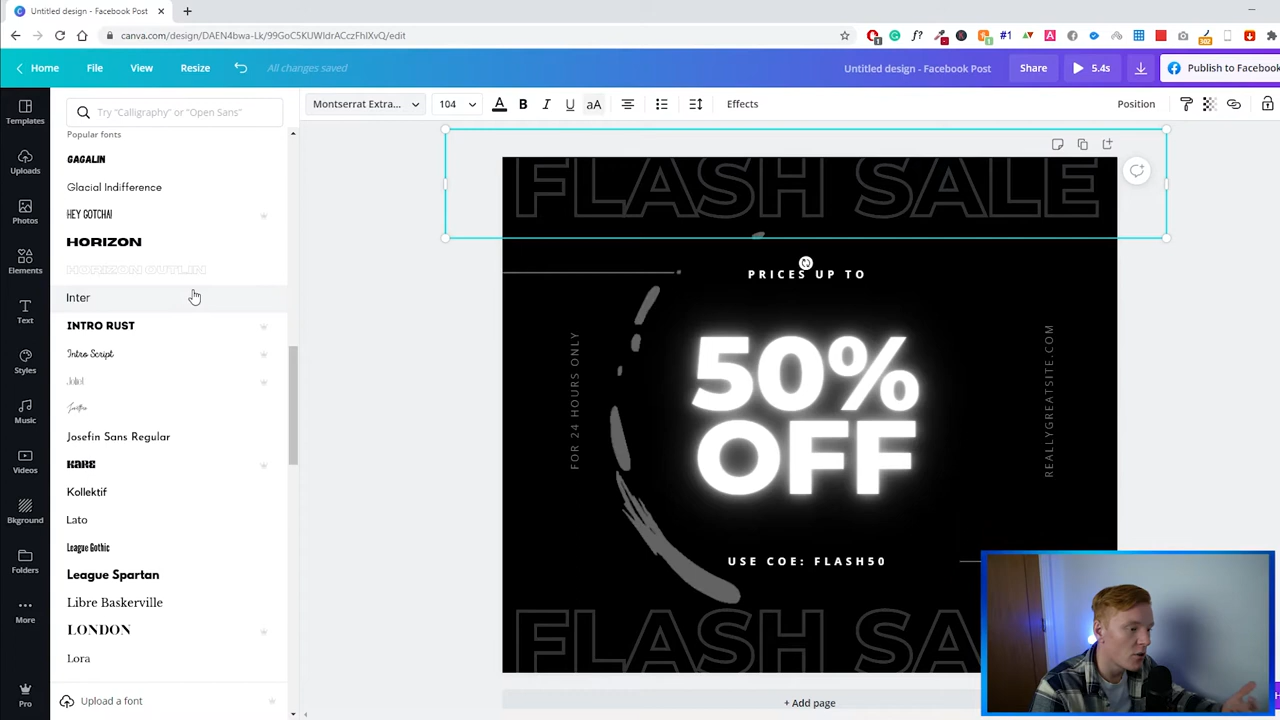 Untitled design - Facebook Post
canva.com/design/DAEN4bwa-Lk/99GoC5KUWIdrACczFhIXvQ/edit
Home
File
View
Resize
All changes saved
Untitled design - Facebook Post
Share
5.4s
Publish to Facebook
Templates
Uploads
Photos
Elements
Text
Styles
Music
Videos
Bkground
Folders
More
Pro
Try "Calligraphy" or "Open Sans"
Popular fonts
GAGALIN
Glacial Indifference
HEY GOTCHA!
HORIZON
HORIZON OUTLIN
Inter
INTRO RUST
Intro Script
Juliet
Josefin Sans Regular
KARE
Kollektif
Lato
League Gothic
League Spartan
Libre Baskerville
LONDON
Lora
Upload a font
Montserrat Extra...
104
B
I
U
aA
Effects
Position
FLASH SALE
PRICES UP TO
50%
OFF
FOR 24 HOURS ONLY
REALLYGREATSITE.COM
USE COE: FLASH50
FLASH SA
+ Add page